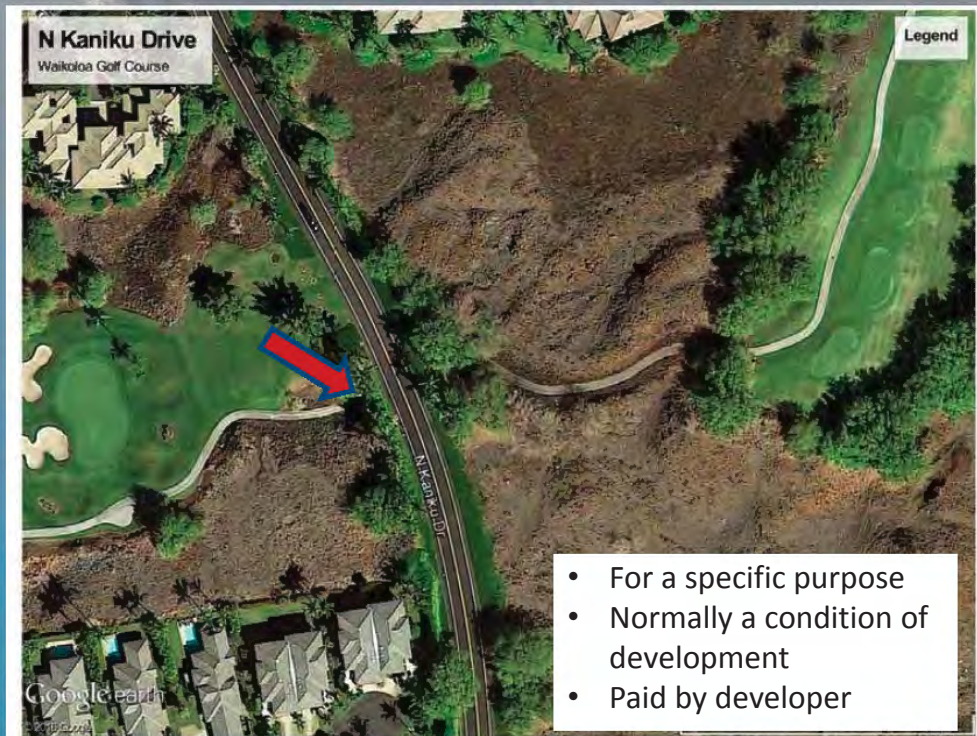 N Kaniku Drive
Waikoloa Golf Course
Legend
N Kaniku Dr
• For a specific purpose
• Normally a condition of
development
• Paid by developer
Google earth